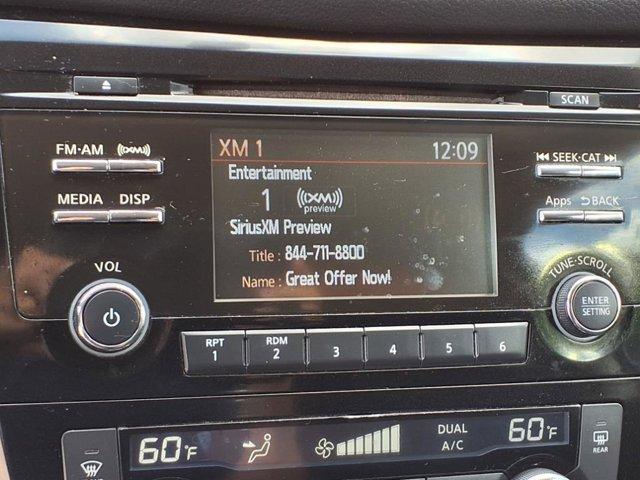 SCAN
FM·AM ((XM))
MEDIA DISP
VOL
XM 1 12:09
Entertainment
1 ((XM))
preview
SiriusXM Preview
Title : 844-711-8800
Name : Great Offer Now!
SEEK·CAT
Apps BACK
TUNE·SCROLL
ENTER
SETTING
RPT
1
RDM
2
3
4
5
6
60°F
DUAL
A/C
60°F
REAR